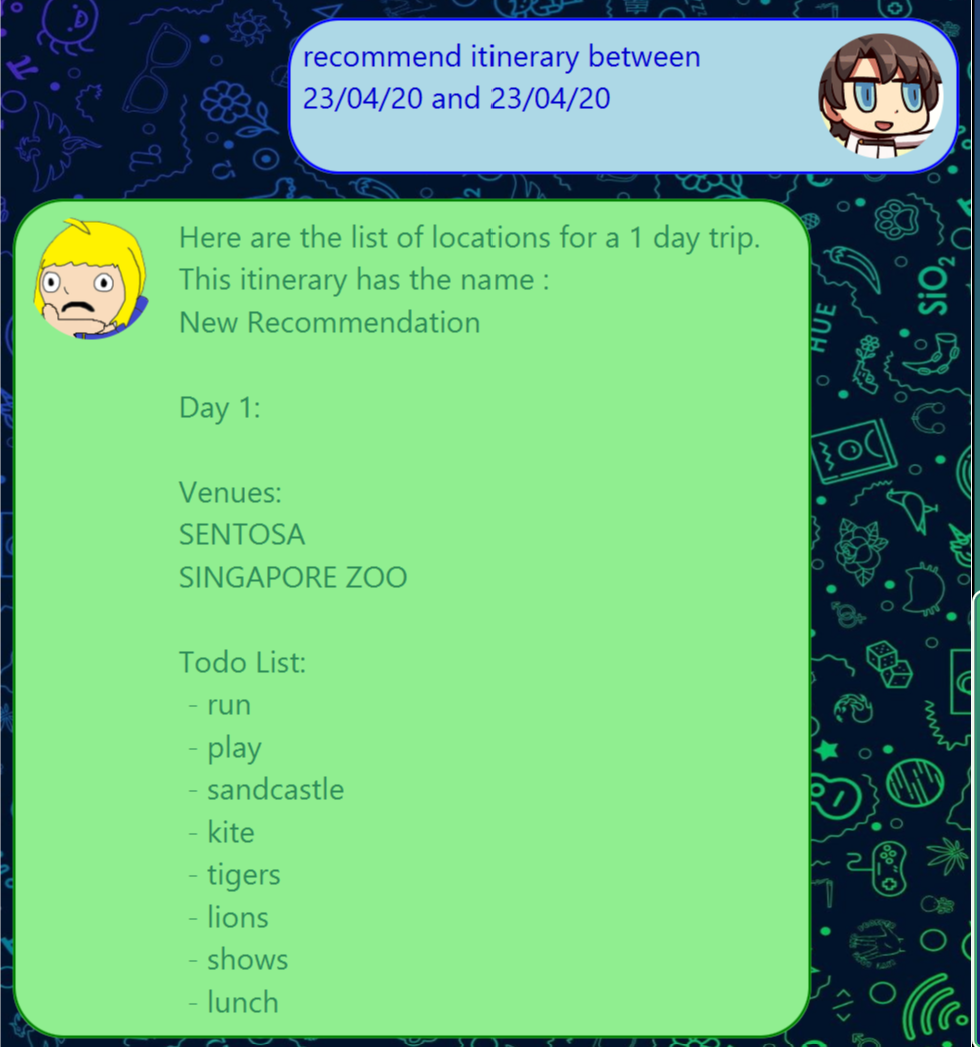 recommend itinerary between
23/04/20 and 23/04/20
Here are the list of locations for a 1 day trip.
This itinerary has the name :
New Recommendation
Day 1:
Venues:
SENTOSA
SINGAPORE ZOO
Todo List:
- run
- play
- sandcastle
- kite
- tigers
- lions
- shows
- lunch
SiO₂
HUE